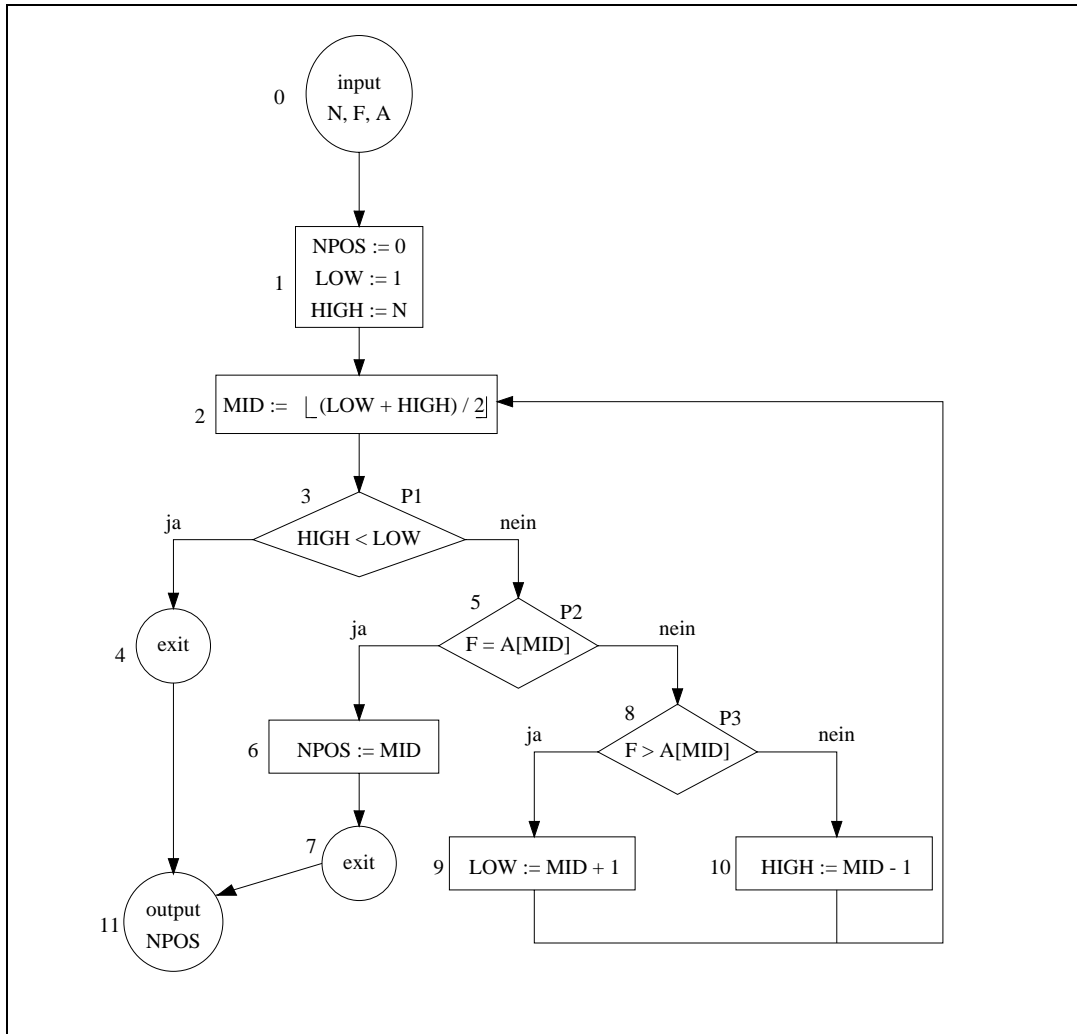 input
0
N, F, A
NPOS := 0
1
LOW := 1
HIGH := N
2
MID := ⌊(LOW + HIGH) / 2⌋
3
P1
ja
HIGH < LOW
nein
5
P2
4
exit
ja
F = A[MID]
nein
8
P3
6
NPOS := MID
ja
F > A[MID]
nein
7
exit
9
LOW := MID + 1
10
HIGH := MID - 1
11
output
NPOS